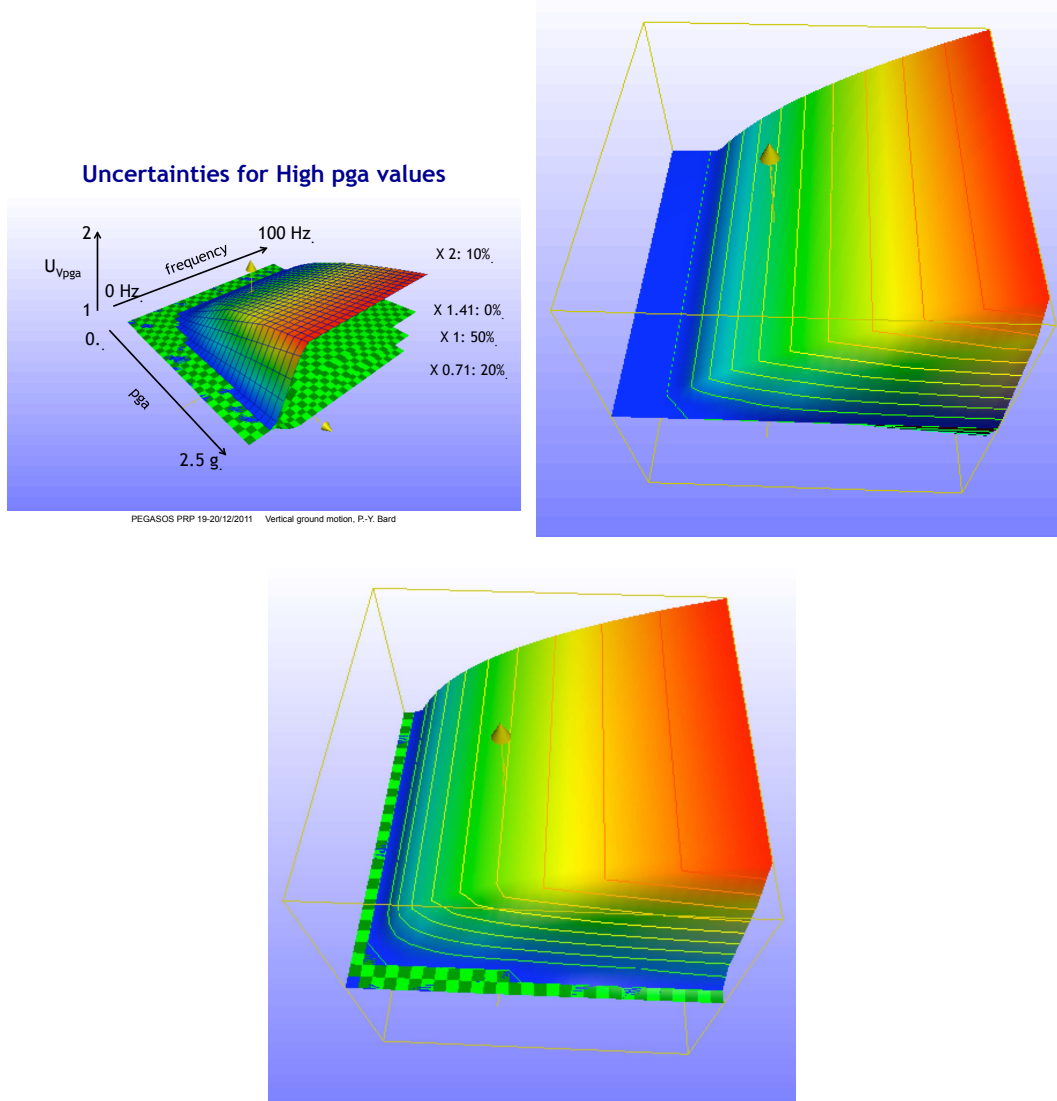 Uncertainties for High pga values
2
U Vpga
1
0.
0 Hz.
frequency
100 Hz.
X 2: 10%.
X 1.41: 0%.
X 1: 50%.
X 0.71: 20%.
pga
2.5 g.
PEGASOS PRP 19-20/12/2011 Vertical ground motion, P.-Y. Bard